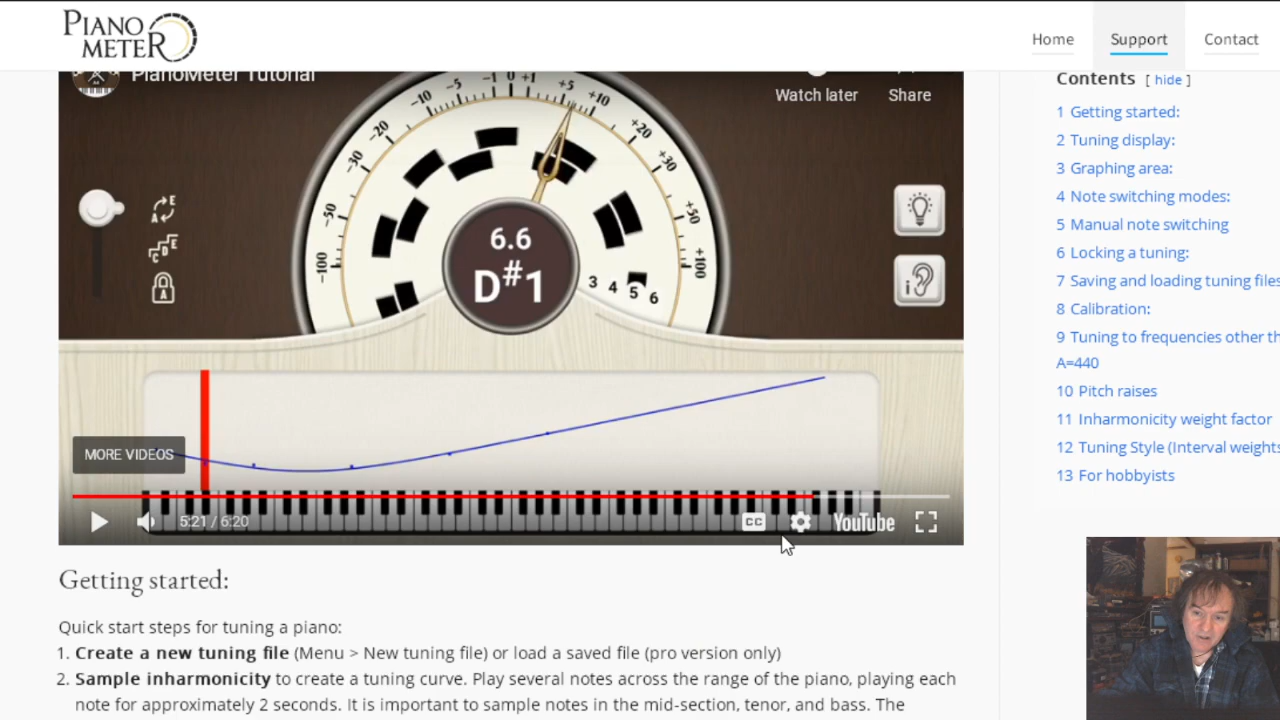 PIANO METER
Home
Support
Contact
PianoMeter Tutorial
Watch later
Share
-100
-50
-30
-20
-10
-5
-1
0
+1
+5
+10
+20
+30
+50
+100
6.6
D#1
3 4 5 6
A E
C D E
A
i
MORE VIDEOS
5:21 / 6:20
CC
YouTube
Contents [ hide ]
1 Getting started:
2 Tuning display:
3 Graphing area:
4 Note switching modes:
5 Manual note switching
6 Locking a tuning:
7 Saving and loading tuning files
8 Calibration:
9 Tuning to frequencies other th
A=440
10 Pitch raises
11 Inharmonicity weight factor
12 Tuning Style (Interval weights
13 For hobbyists
Getting started:
Quick start steps for tuning a piano:
1. Create a new tuning file (Menu > New tuning file) or load a saved file (pro version only)
2. Sample inharmonicity to create a tuning curve. Play several notes across the range of the piano, playing each
note for approximately 2 seconds. It is important to sample notes in the mid-section, tenor, and bass. The